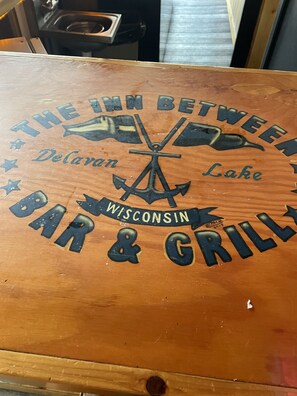 THE INN BETWEEN
Delavan Lake
WISCONSIN
BAR & GRILL